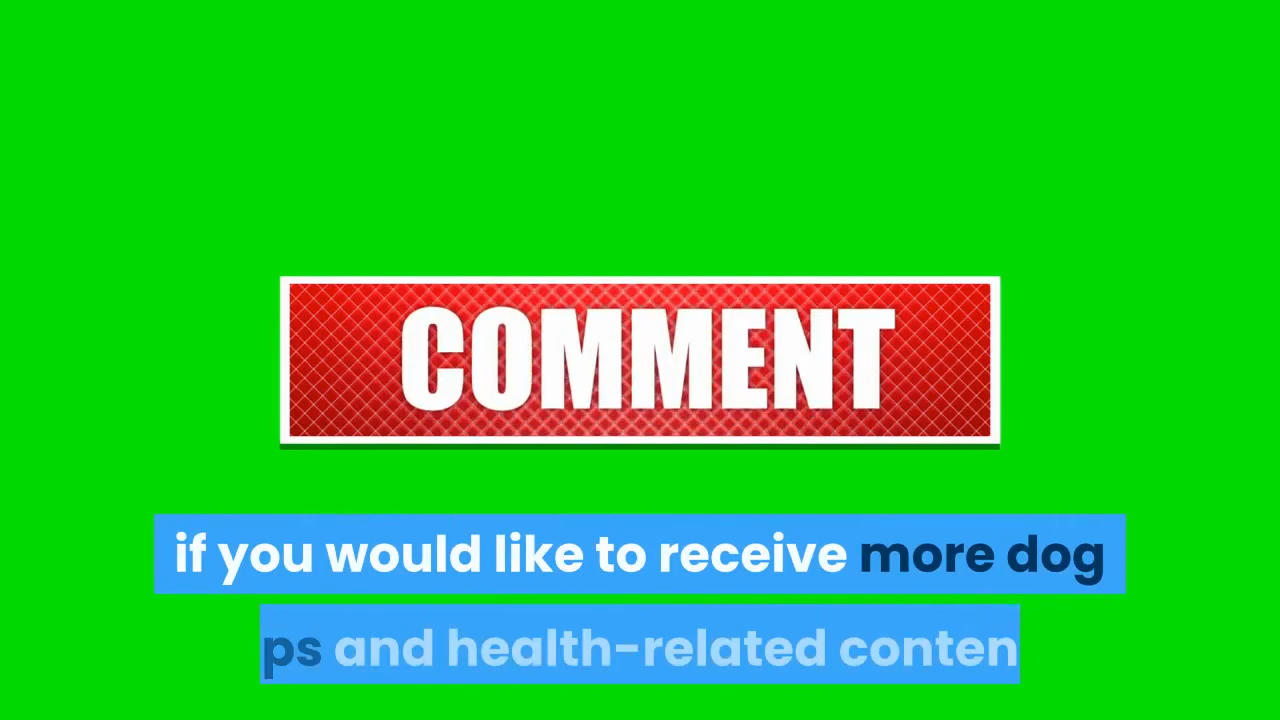 COMMENT
if you would like to receive more dog
ps and health-related conten